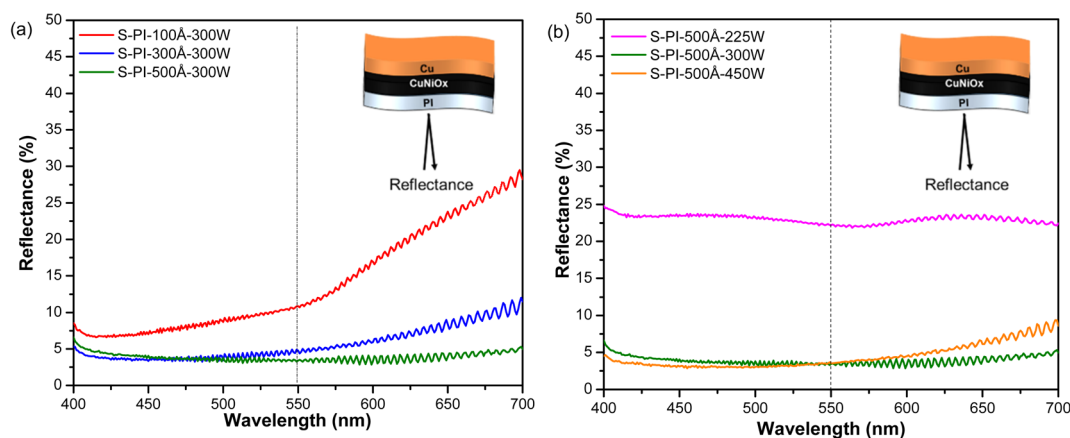 (a)
50
45
40
35
30
25
20
15
10
5
0
Reflectance (%)
S-PI-100Å-300W
S-PI-300Å-300W
S-PI-500Å-300W
Cu
CuNiOx
PI
Reflectance
400
450
500
550
600
650
700
Wavelength (nm)
(b)
50
45
40
35
30
25
20
15
10
5
0
Reflectance (%)
S-PI-500Å-225W
S-PI-500Å-300W
S-PI-500Å-450W
Cu
CuNiOx
PI
Reflectance
400
450
500
550
600
650
700
Wavelength (nm)